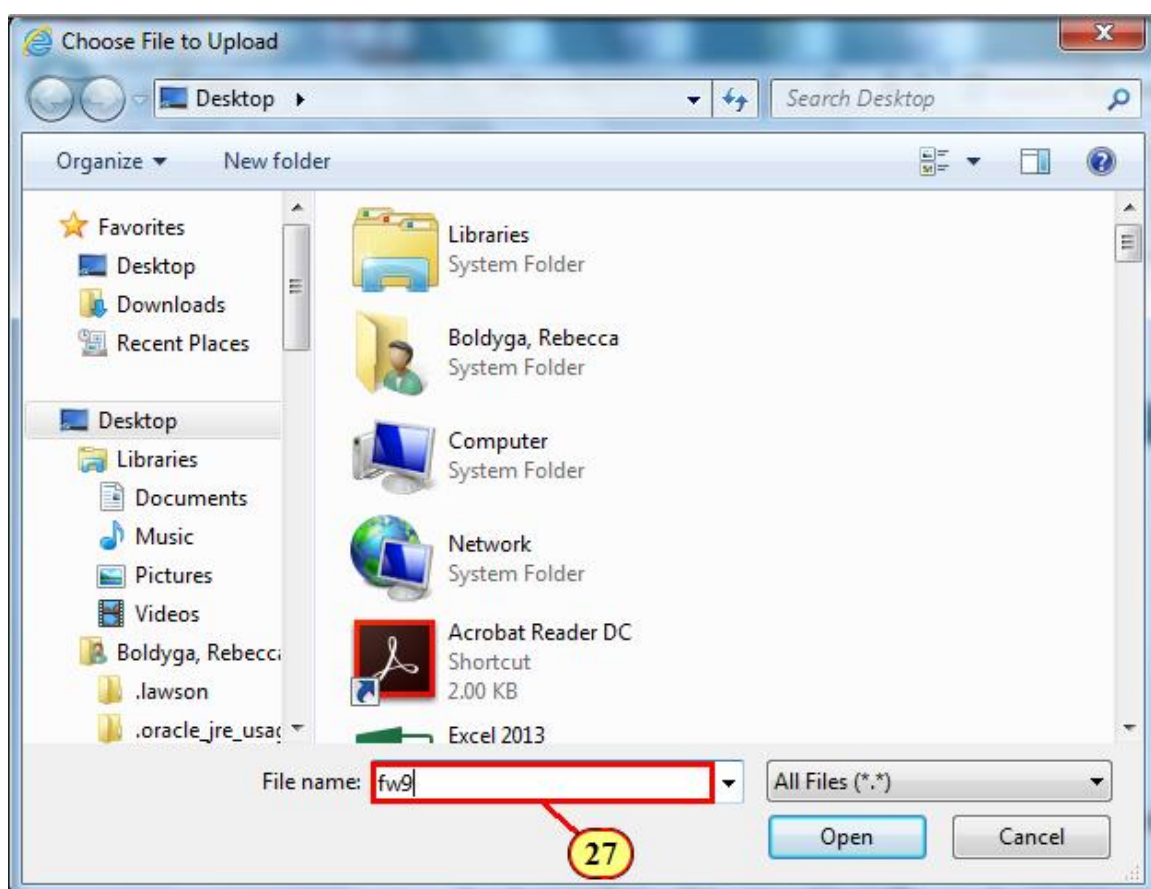 Choose File to Upload
x
Desktop
Search Desktop
Organize
New folder
Favorites
Desktop
Downloads
Recent Places
Desktop
Libraries
Documents
Music
Pictures
Videos
Boldyga, Rebecca
.lawson
.oracle_jre_usag
Libraries
System Folder
Boldyga, Rebecca
System Folder
Computer
System Folder
Network
System Folder
Acrobat Reader DC
Shortcut
2.00 KB
Excel 2013
File name: fw9
All Files (*.*)
27
Open
Cancel